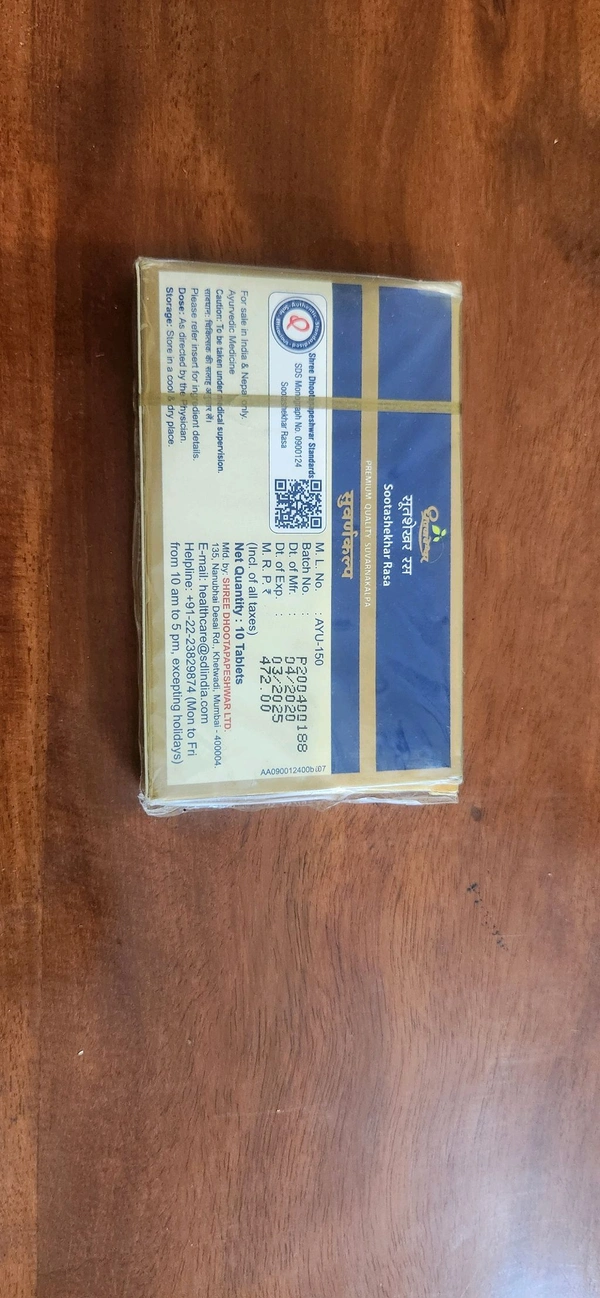 सूतशेखर रस
Sootashekhar Rasa
PREMIUM QUALITY SUVARNAKALPA
सुवर्णकल्प
Shree Dhootapapeshwar Standards
SDS Monograph No. 0900124
Sootashekhar Rasa
For sale in India & Nepal only.
Ayurvedic Medicine
Caution: To be taken under medical supervision.
सावधान: चिकित्सक की सलाह अनुसार लें।
Please refer insert for ingredient details.
Dose: As directed by the Physician.
Storage: Store in a cool & dry place.
M. L. No. : AYU-150
Batch No. : P200400188
Dt. of Mfr. : 04/2020
Dt. of Exp. : 03/2025
M. R. P. ₹ 472.00
(Incl. of all taxes)
Net Quantity : 10 Tablets
Mfd. by: SHREE DHOOTAPAPESHWAR LTD.
135, Nanubhai Desai Rd., Khetwadi, Mumbai - 400004.
E-mail: healthcare@sdlindia.com
Helpline: +91-22-23829874 (Mon to Fri
from 10 am to 5 pm, excepting holidays)